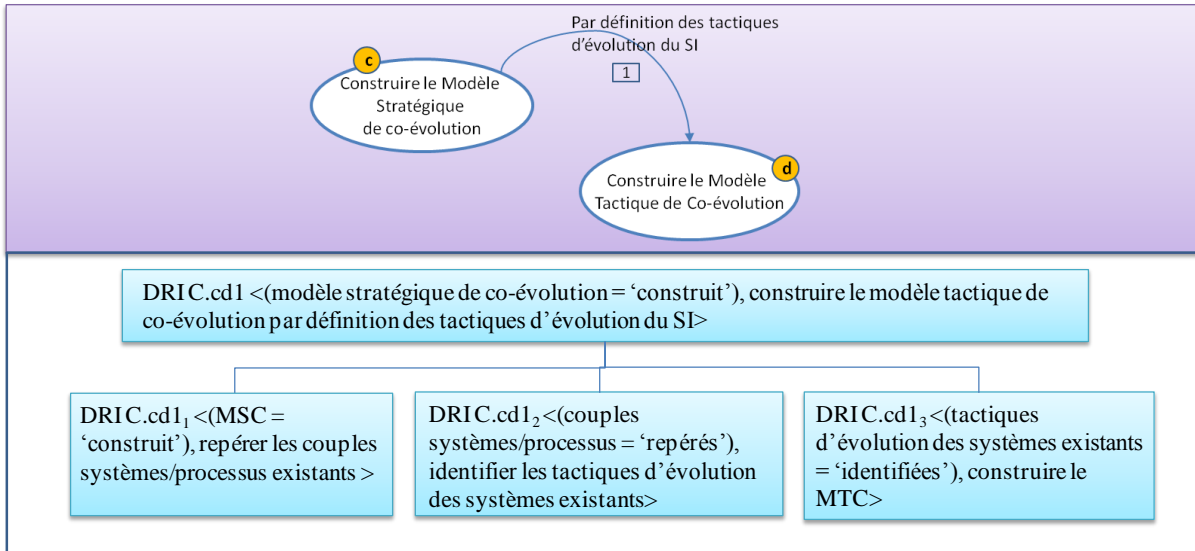 Par définition des tactiques
d’évolution du SI
1
c
Construire le Modèle
Stratégique
de co-évolution
d
Construire le Modèle
Tactique de Co-évolution
DRIC.cd1 <(modèle stratégique de co-évolution = ‘construit’), construire le modèle tactique de
co-évolution par définition des tactiques d’évolution du SI>
DRIC.cd1₁ <(MSC =
‘construit’), repérer les couples
systèmes/processus existants >
DRIC.cd1₂ <(couples
systèmes/processus = ‘repérés’),
identifier les tactiques d’évolution
des systèmes existants>
DRIC.cd1₃ <(tactiques
d’évolution des systèmes existants
= ‘identifiées’), construire le
MTC>